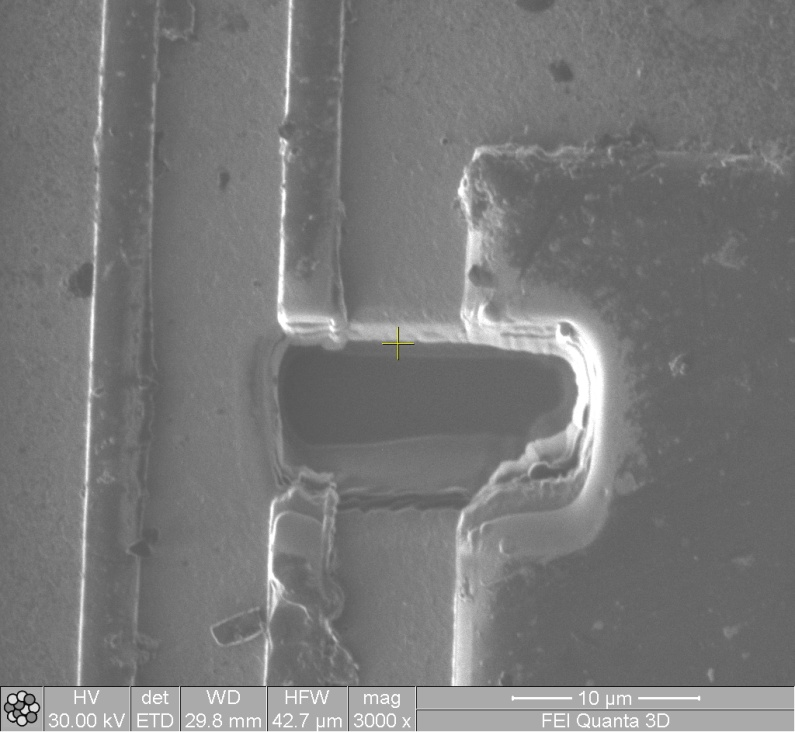 HV det WD HFW mag 10 µm
30.00 kV ETD 29.8 mm 42.7 µm 3000 x FEI Quanta 3D